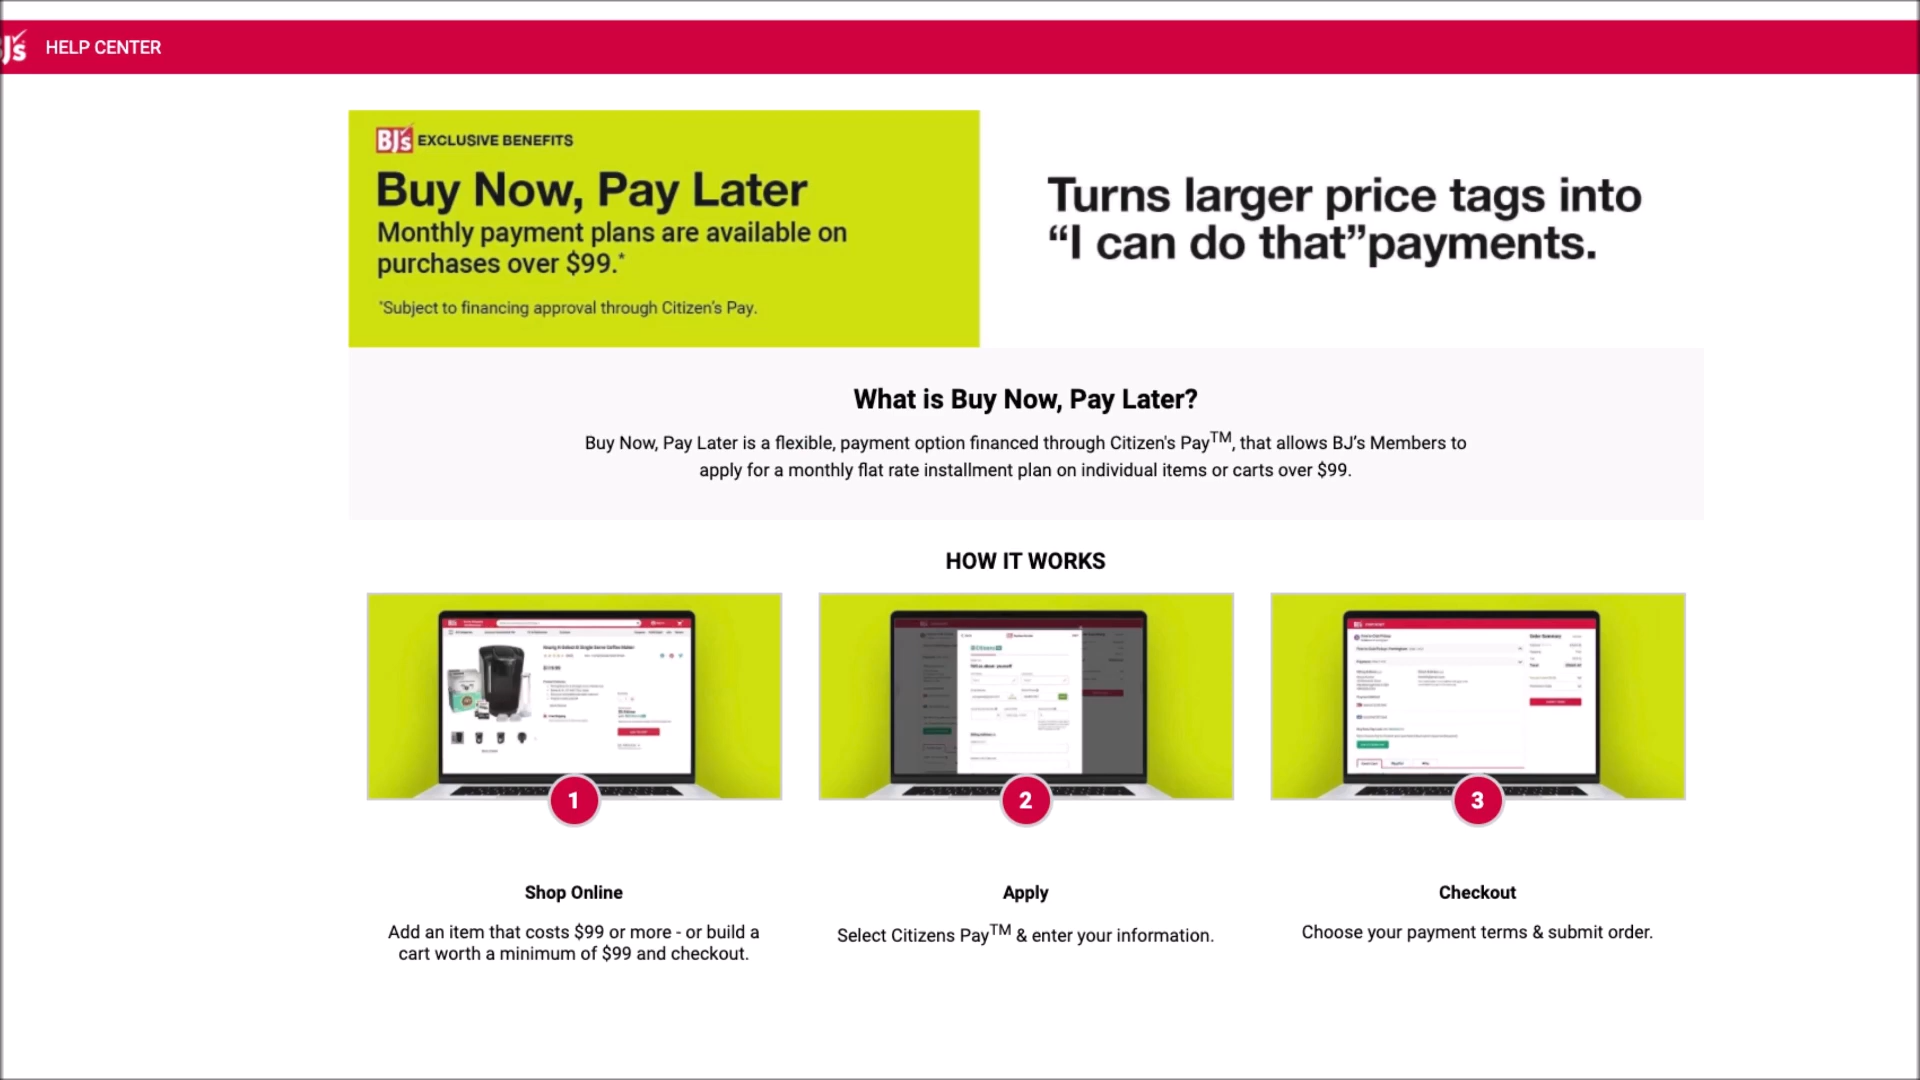 BJ's HELP CENTER
BJ's EXCLUSIVE BENEFITS
Buy Now, Pay Later
Monthly payment plans are available on
purchases over $99.*
*Subject to financing approval through Citizen's Pay.
Turns larger price tags into
“I can do that”payments.
What is Buy Now, Pay Later?
Buy Now, Pay Later is a flexible, payment option financed through Citizen's Pay™, that allows BJ’s Members to
apply for a monthly flat rate installment plan on individual items or carts over $99.
HOW IT WORKS
1
2
3
Shop Online
Add an item that costs $99 or more - or build a
cart worth a minimum of $99 and checkout.
Apply
Select Citizens Pay™ & enter your information.
Checkout
Choose your payment terms & submit order.